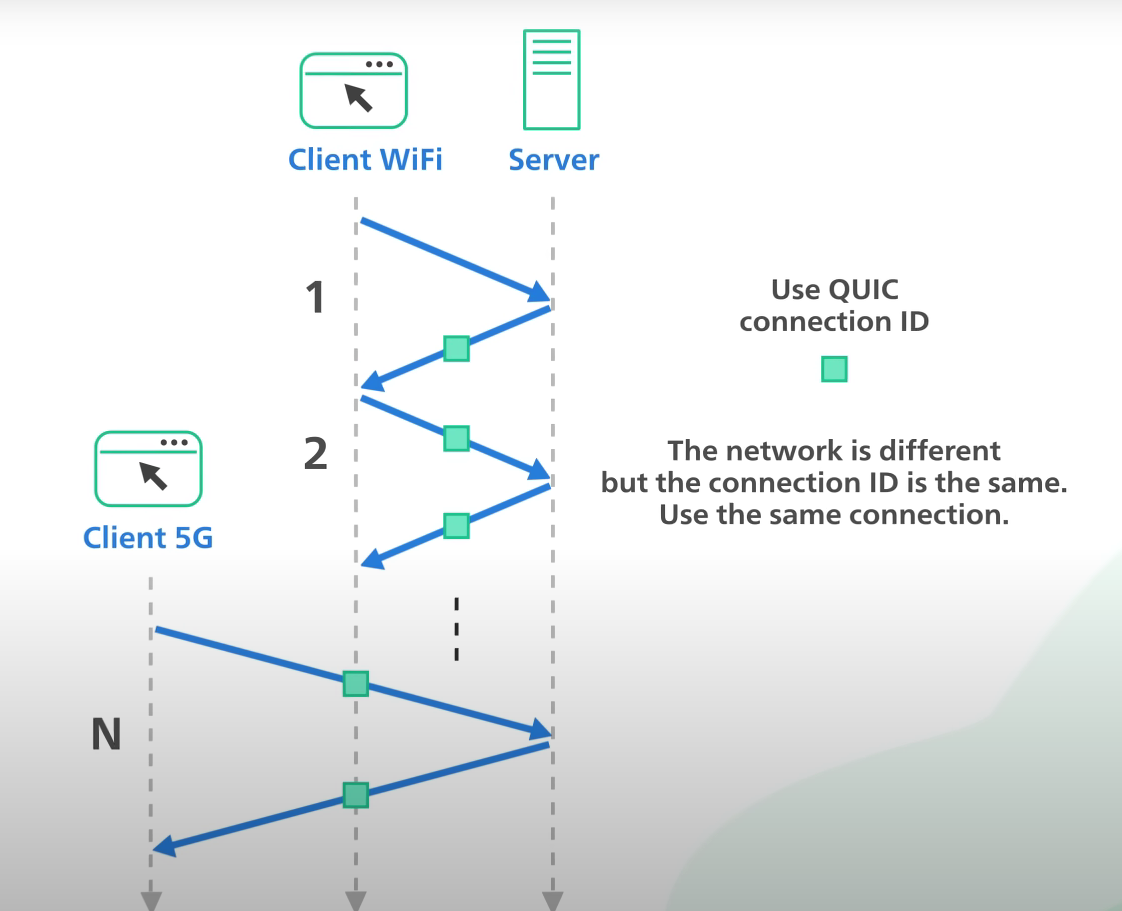 Client WiFi
Server
1
Use QUIC
connection ID
2
The network is different
but the connection ID is the same.
Use the same connection.
Client 5G
N